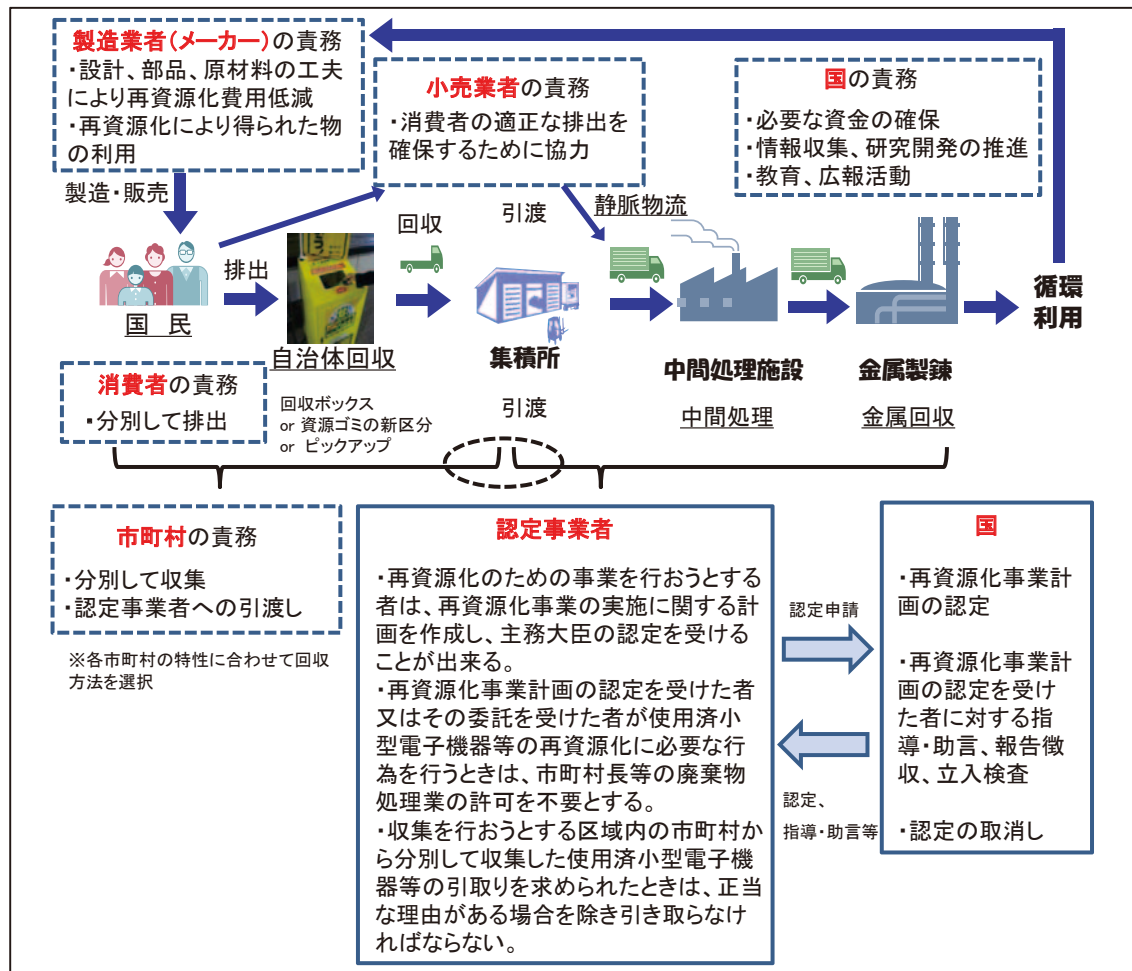 製造業者(メーカー)の責務
・設計、部品、原材料の工夫
により再資源化費用低減
・再資源化により得られた物
の利用
小売業者の責務
・消費者の適正な排出を
確保するために協力
国の責務
・必要な資金の確保
・情報収集、研究開発の推進
・教育、広報活動
製造・販売
回収
引渡
静脈物流
排出
国 民
自治体回収
集積所
中間処理施設
金属製錬
循環
利用
消費者の責務
・分別して排出
回収ボックス
or 資源ゴミの新区分
or ピックアップ
引渡
中間処理
金属回収
市町村の責務
・分別して収集
・認定事業者への引渡し
※各市町村の特性に合わせて回収
方法を選択
認定事業者
・再資源化のための事業を行おうとする
者は、再資源化事業の実施に関する計
画を作成し、主務大臣の認定を受ける
ことが出来る。
・再資源化事業計画の認定を受けた者
又はその委託を受けた者が使用済小
型電子機器等の再資源化に必要な行
為を行うときは、市町村長等の廃棄物
処理業の許可を不要とする。
・収集を行おうとする区域内の市町村か
ら分別して収集した使用済小型電子機
器等の引取りを求められたときは、正当
な理由がある場合を除き引き取らなけ
ればならない。
認定申請
認定、
指導・助言等
国
・再資源化事業計
画の認定
・再資源化事業計
画の認定を受け
た者に対する指
導・助言、報告徴
収、立入検査
・認定の取消し